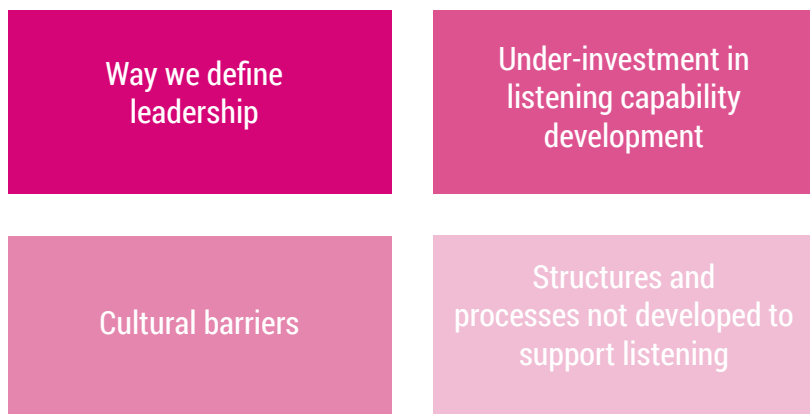 Way we define
leadership
Under-investment in
listening capability
development
Cultural barriers
Structures and
processes not developed to
support listening